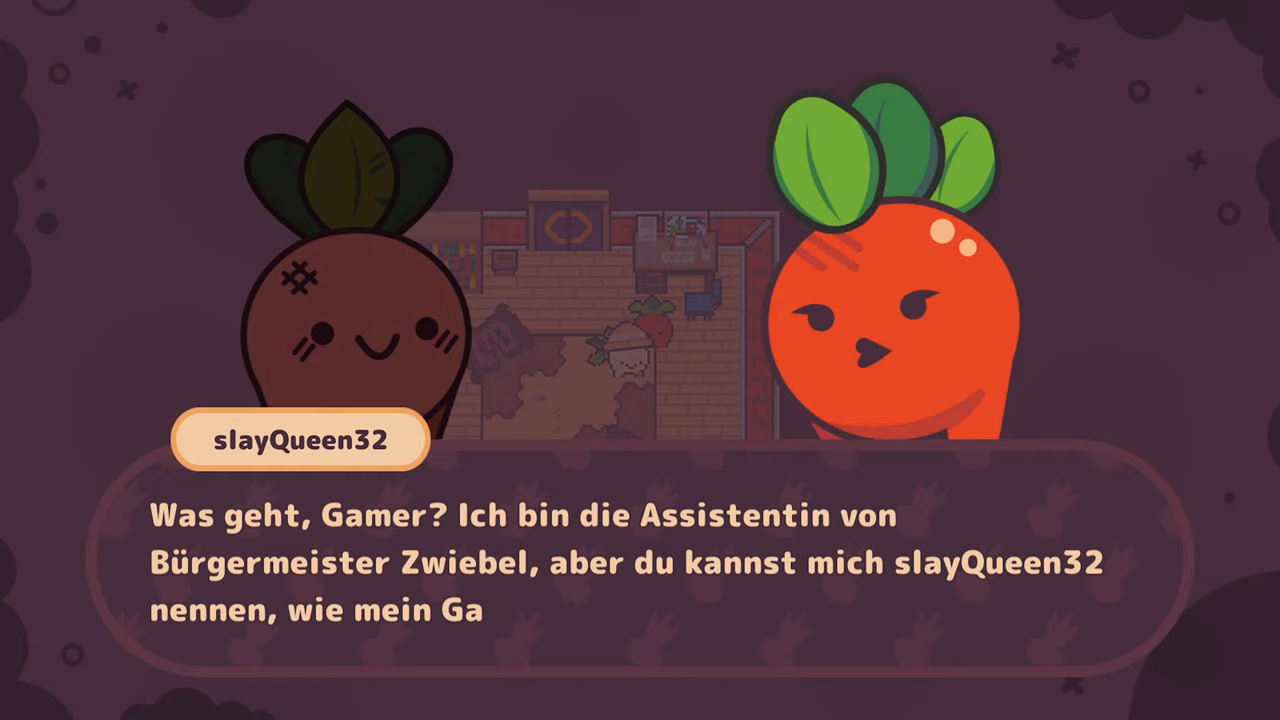 slayQueen32
Was geht, Gamer? Ich bin die Assistentin von
Bürgermeister Zwiebel, aber du kannst mich slayQueen32
nennen, wie mein Ga